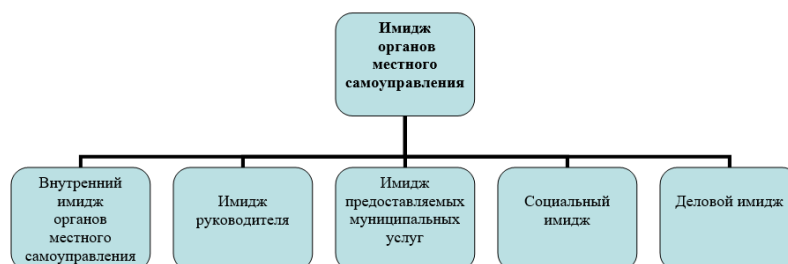 Имидж
органов
местного
самоуправления
Внутренний
имидж
органов
местного
самоуправления
Имидж
руководителя
Имидж
предоставляемых
муниципальных
услуг
Социальный
имидж
Деловой имидж